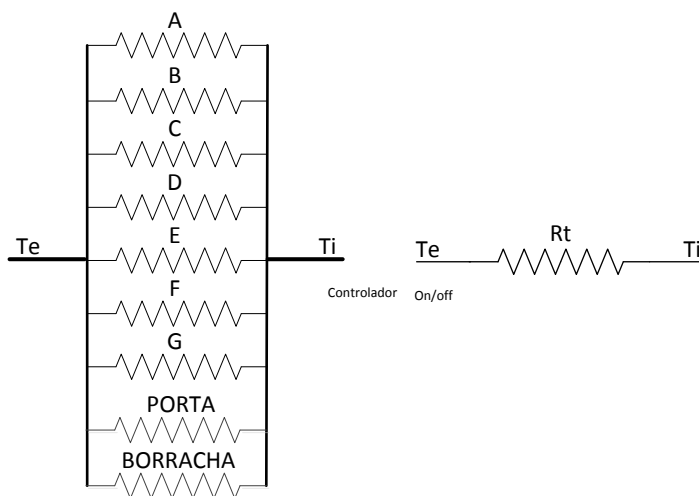 A
B
C
D
Te
E
Ti
F
G
PORTA
BORRACHA
Te
Rt
Ti
Controlador On/off